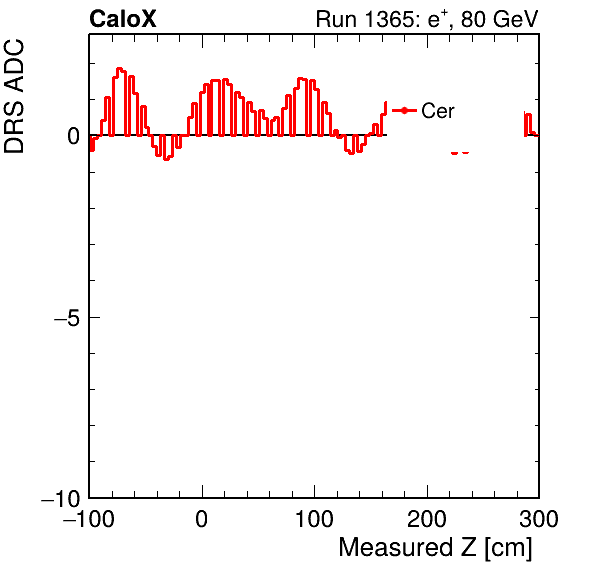 CaloX Run 1365: e⁺, 80 GeV
DRS ADC
Cer
0
−5
−10
−100 0 100 200 300
Measured Z [cm]